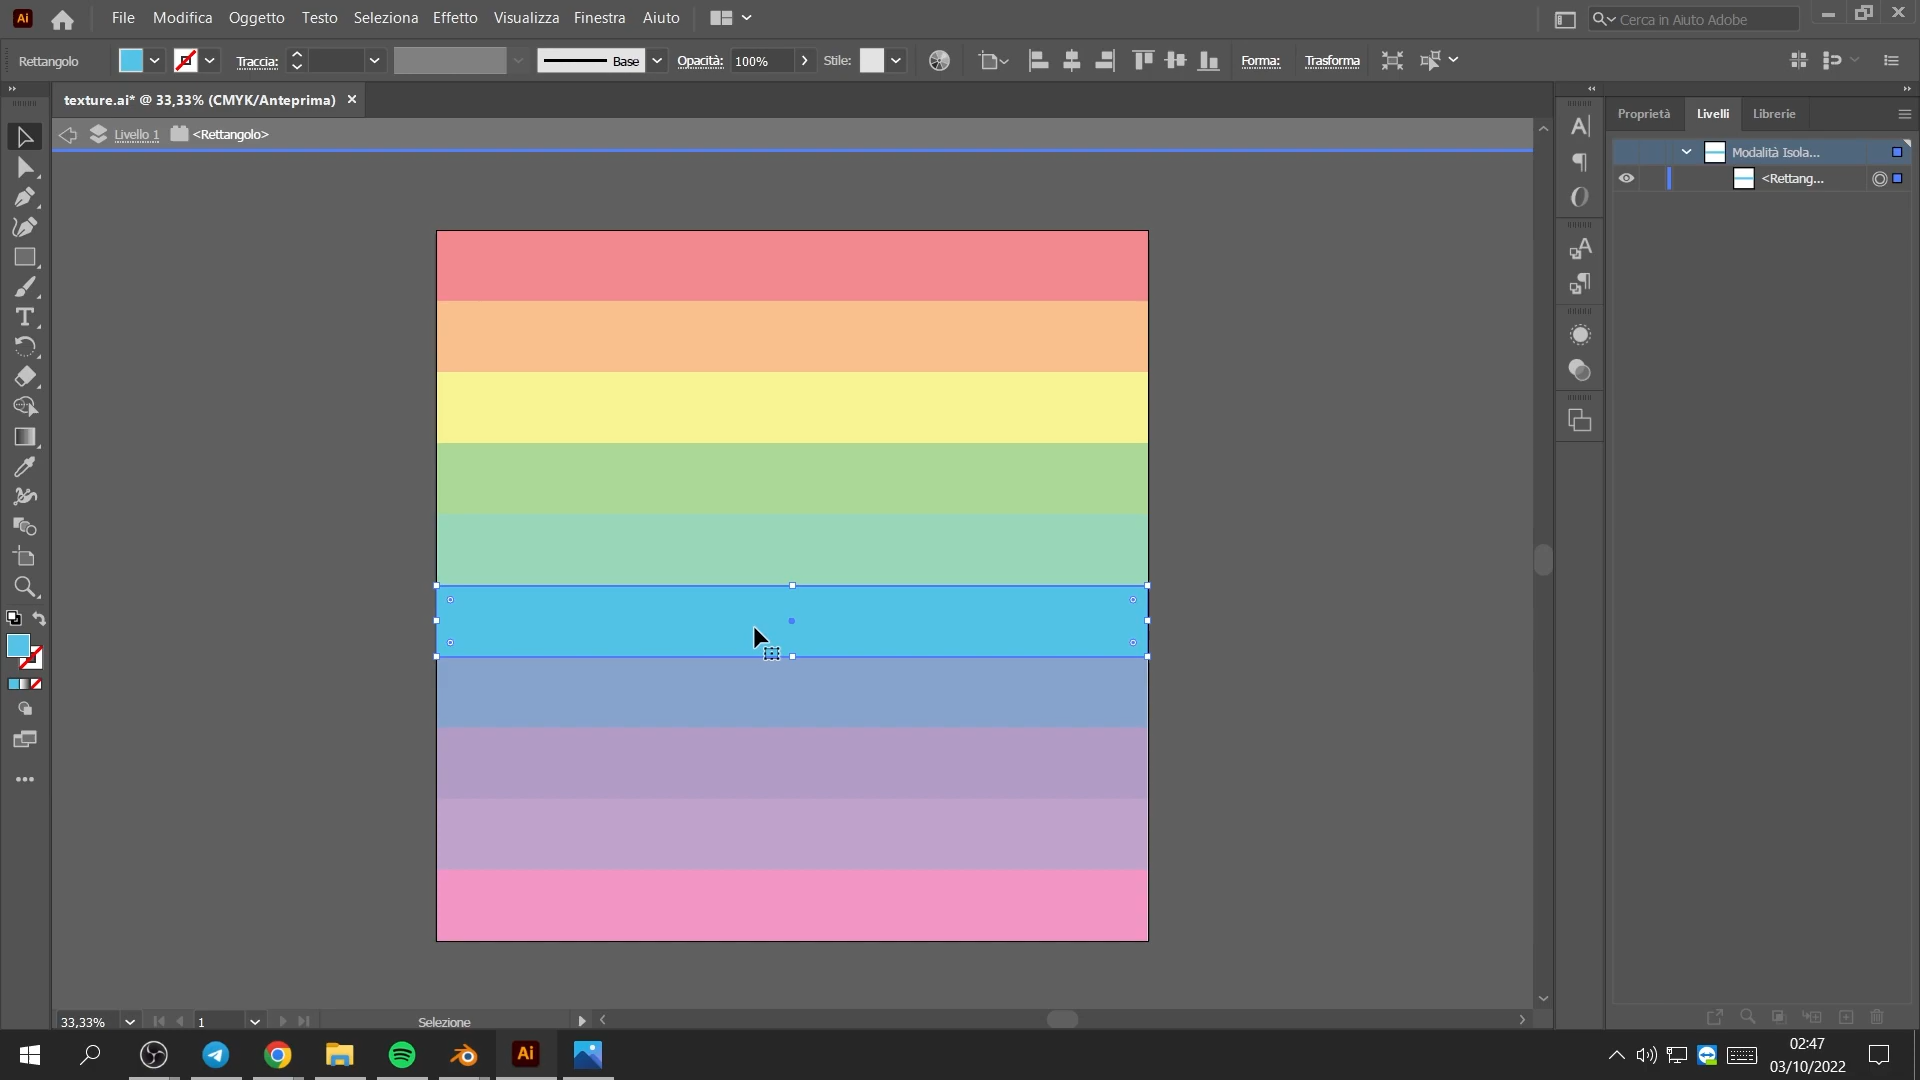 Ai File Modifica Oggetto Testo Seleziona Effetto Visualizza Finestra Aiuto Cerca in Aiuto Adobe
Rettangolo Traccia: Base Opacità: 100% Stile: Forma: Trasforma
texture.ai* @ 33,33% (CMYK/Anteprima)
Livello 1 <Rettangolo>
Proprietà Livelli Librerie
Modalità Isola...
<Rettang...
33,33% 1 Selezione
Ai
02:47
03/10/2022